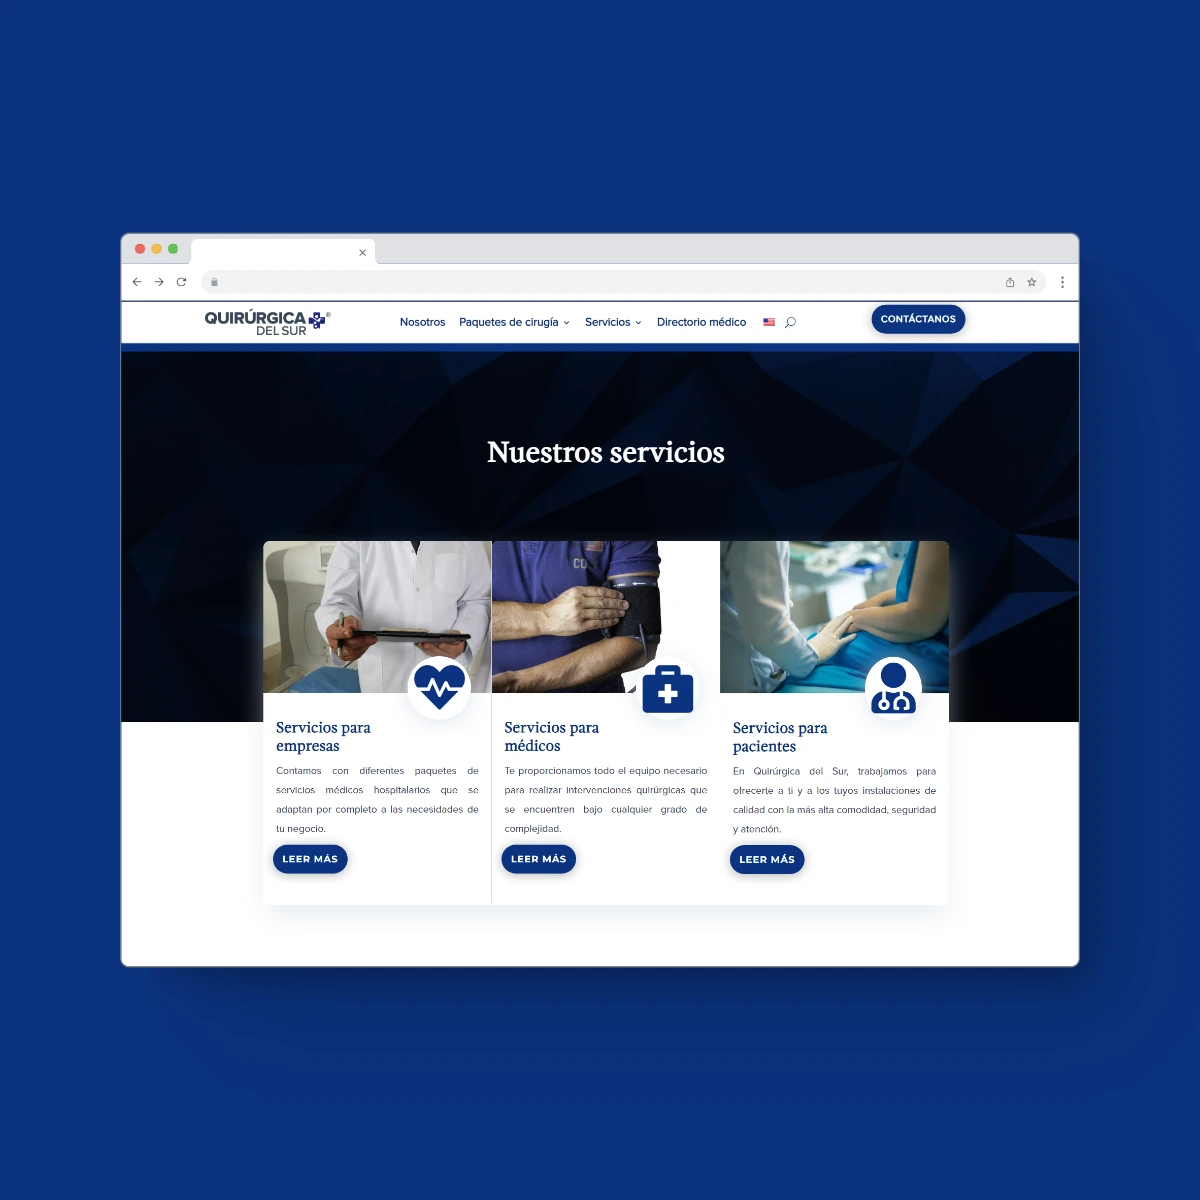 QUIRÚRGICA
DEL SUR
®
Nosotros
Paquetes de cirugía
Servicios
Directorio médico
CONTÁCTANOS
Nuestros servicios
CO
Servicios para
empresas
Contamos con diferentes paquetes de
servicios médicos hospitalarios que se
adaptan por completo a las necesidades de
tu negocio.
LEER MÁS
Servicios para
médicos
Te proporcionamos todo el equipo necesario
para realizar intervenciones quirúrgicas que
se encuentren bajo cualquier grado de
complejidad.
LEER MÁS
Servicios para
pacientes
En Quirúrgica del Sur, trabajamos para
ofrecerte a ti y a los tuyos instalaciones de
calidad con la más alta comodidad, seguridad
y atención.
LEER MÁS